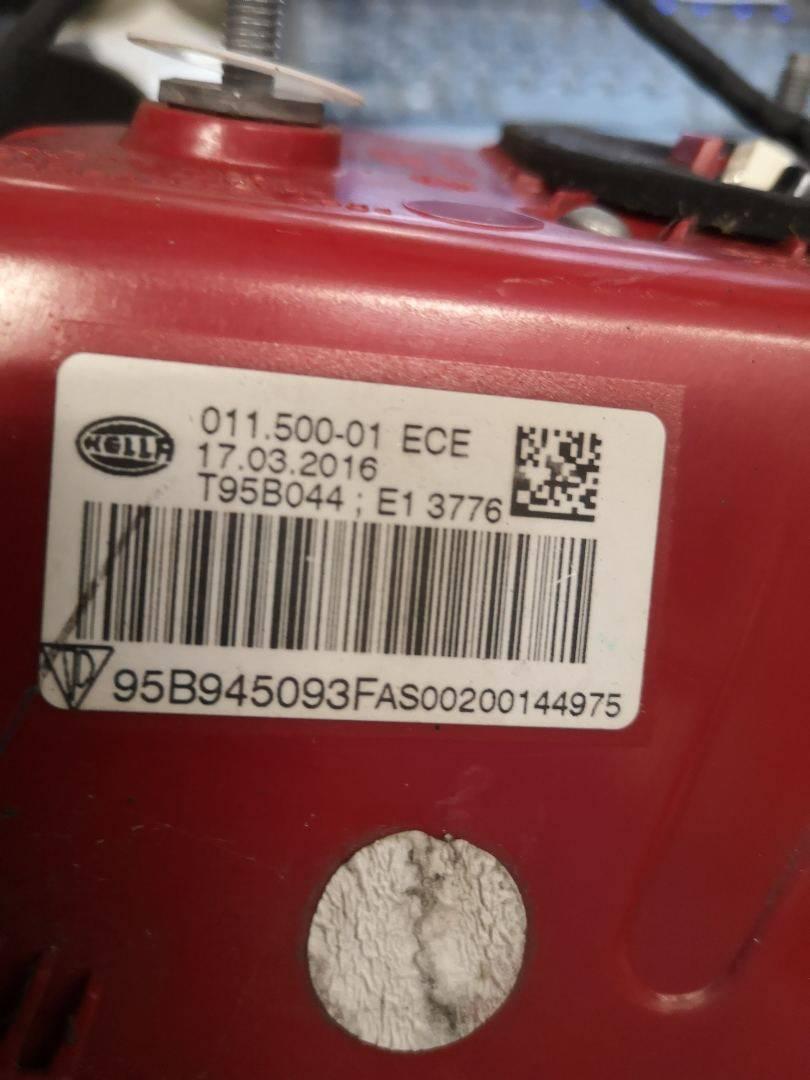 HELLA
011.500-01 ECE
17.03.2016
T95B044 ; E1 3776
95B945093FAS00200144975